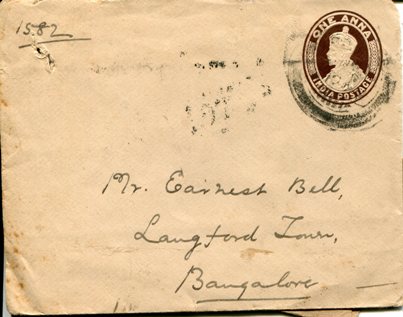 1582
ONE ANNA
INDIA POSTAGE
Mr. Earnest Bell,
Langford Town,
Bangalore